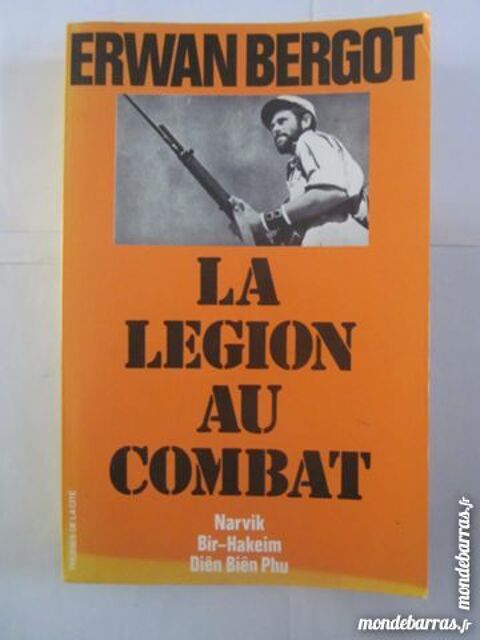 ERWAN BERGOT
LA
LEGION
AU
COMBAT
Narvik
Bir-Hakeim
Diên Biên Phu
PRESSES DE LA CITÉ
mondebarras.fr
mondebarras.fr